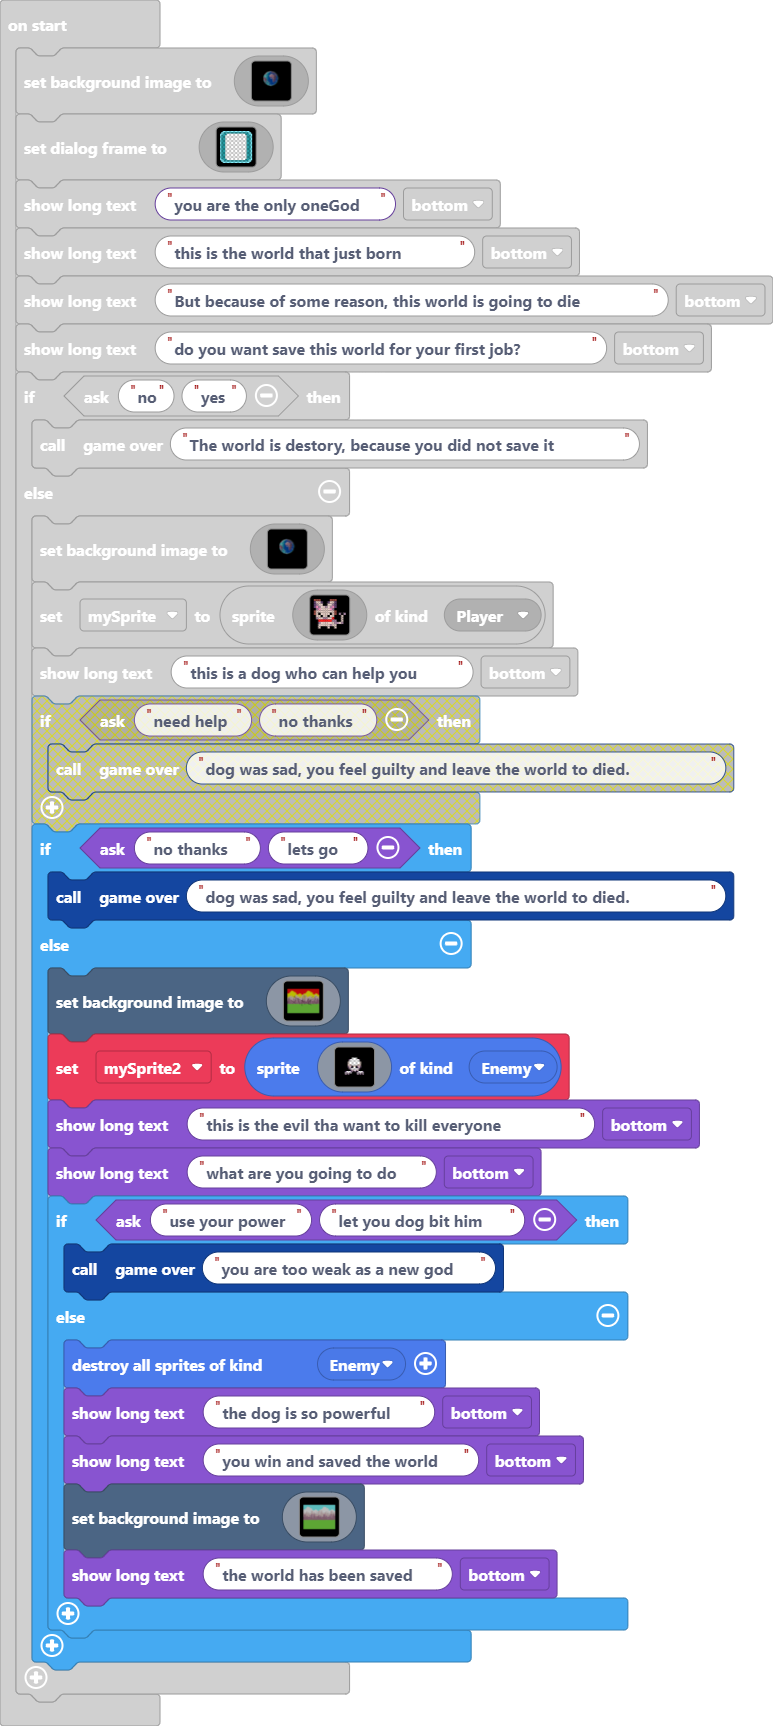 on start
set background image to
set dialog frame to
show long text "you are the only oneGod" bottom
show long text "this is the world that just born" bottom
show long text "But because of some reason, this world is going to die" bottom
show long text "do you want save this world for your first job?" bottom
if ask "no" "yes" then
call game over "The world is destory, because you did not save it"
else
set background image to
set mySprite to sprite of kind Player
show long text "this is a dog who can help you" bottom
if ask "need help" "no thanks" then
call game over "dog was sad, you feel guilty and leave the world to died."
if ask "no thanks" "lets go" then
call game over "dog was sad, you feel guilty and leave the world to died."
else
set background image to
set mySprite2 to sprite of kind Enemy
show long text "this is the evil tha want to kill everyone" bottom
show long text "what are you going to do" bottom
if ask "use your power" "let you dog bit him" then
call game over "you are too weak as a new god"
else
destroy all sprites of kind Enemy
show long text "the dog is so powerful" bottom
show long text "you win and saved the world" bottom
set background image to
show long text "the world has been saved" bottom